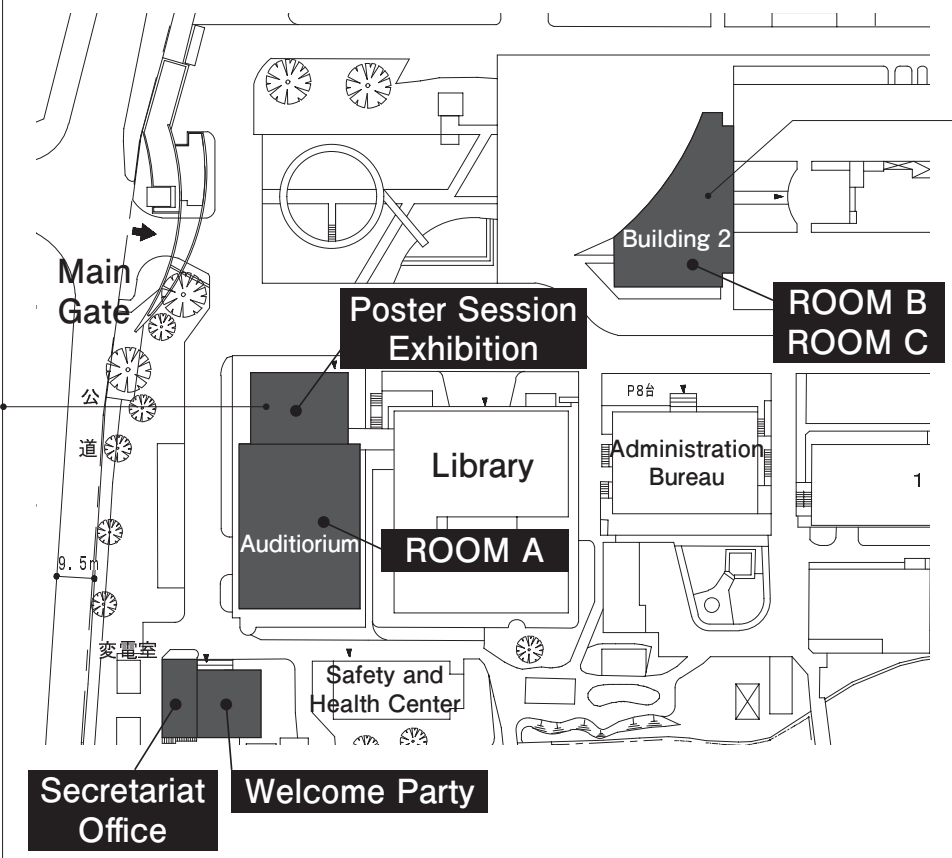 Building 2
Main
Gate
ROOM B
ROOM C
Poster Session
Exhibition
公
道
P8台
Library
Administration
Bureau
1
Auditiorium
ROOM A
9.5m
変電室
Safety and
Health Center
Secretariat
Office
Welcome Party